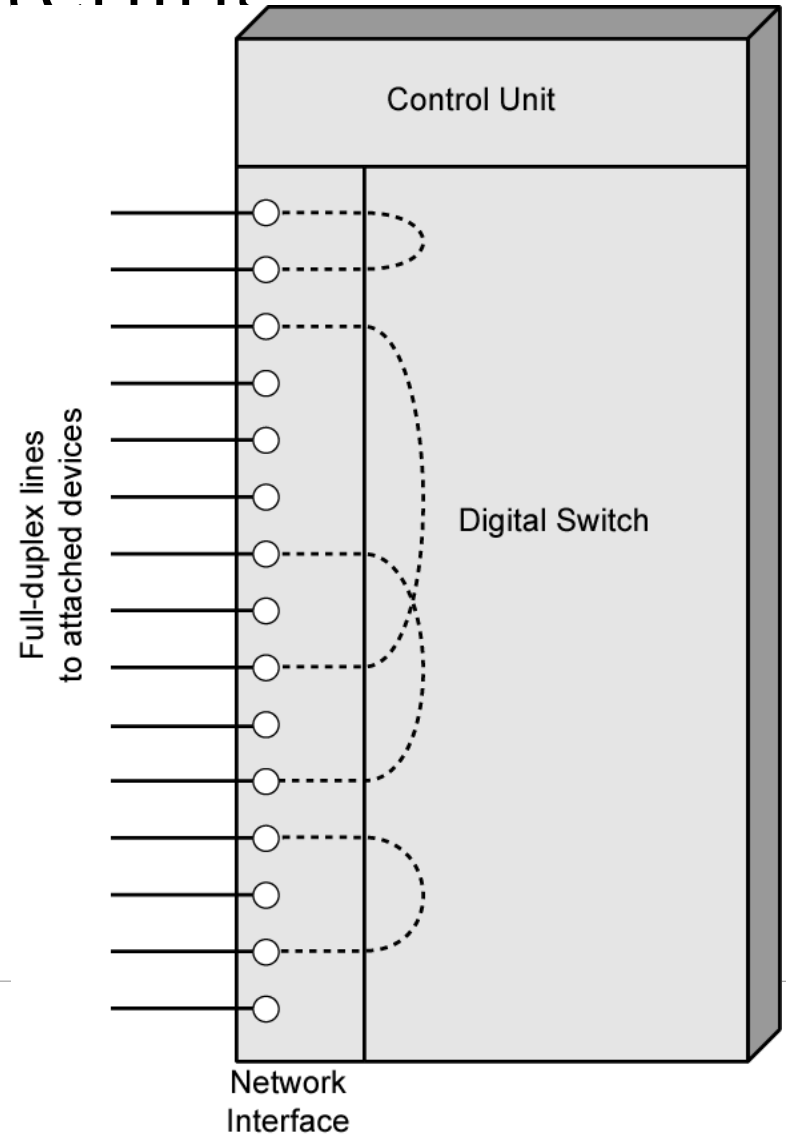 Control Unit
Full-duplex lines
to attached devices
Digital Switch
Network
Interface